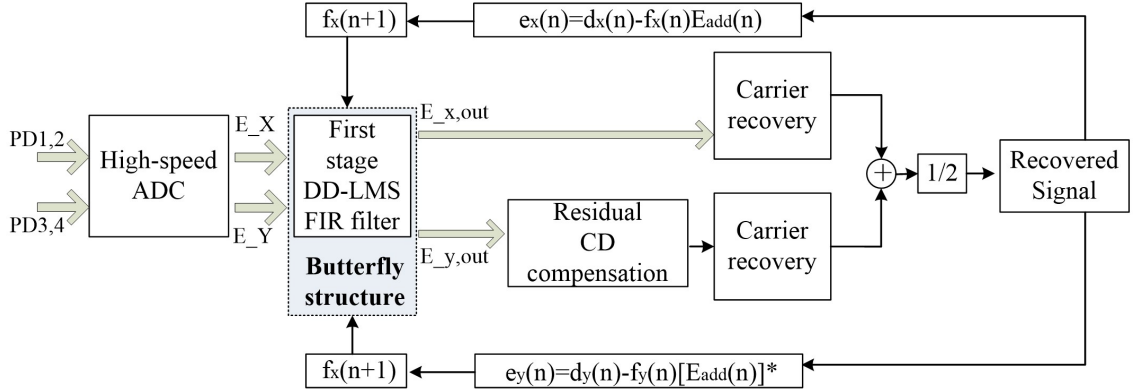 fx(n+1)
ex(n)=dx(n)-fx(n)Eadd(n)
PD1,2
PD3,4
High-speed
ADC
E_X
E_Y
First
stage
DD-LMS
FIR filter
Butterfly
structure
E_x,out
E_y,out
Residual
CD
compensation
Carrier
recovery
Carrier
recovery
+
1/2
Recovered
Signal
fx(n+1)
ey(n)=dy(n)-fy(n)[Eadd(n)]*